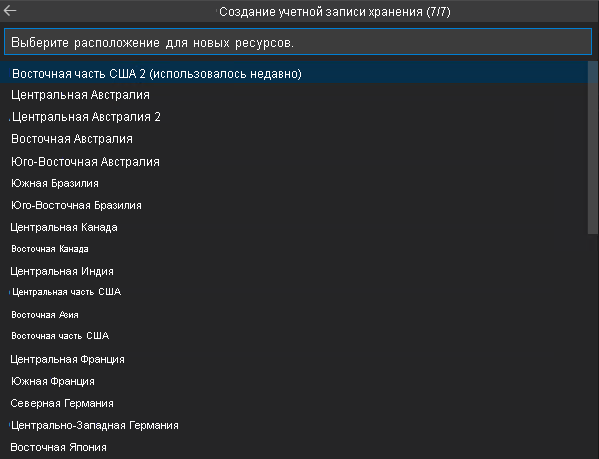 Создание учетной записи хранения (7/7)
Выберите расположение для новых ресурсов.
Восточная часть США 2 (использовалось недавно)
Центральная Австралия
Центральная Австралия 2
Восточная Австралия
Юго-Восточная Австралия
Южная Бразилия
Юго-Восточная Бразилия
Центральная Канада
Восточная Канада
Центральная Индия
Центральная часть США
Восточная Азия
Восточная часть США
Центральная Франция
Южная Франция
Северная Германия
Центрально-Западная Германия
Восточная Япония